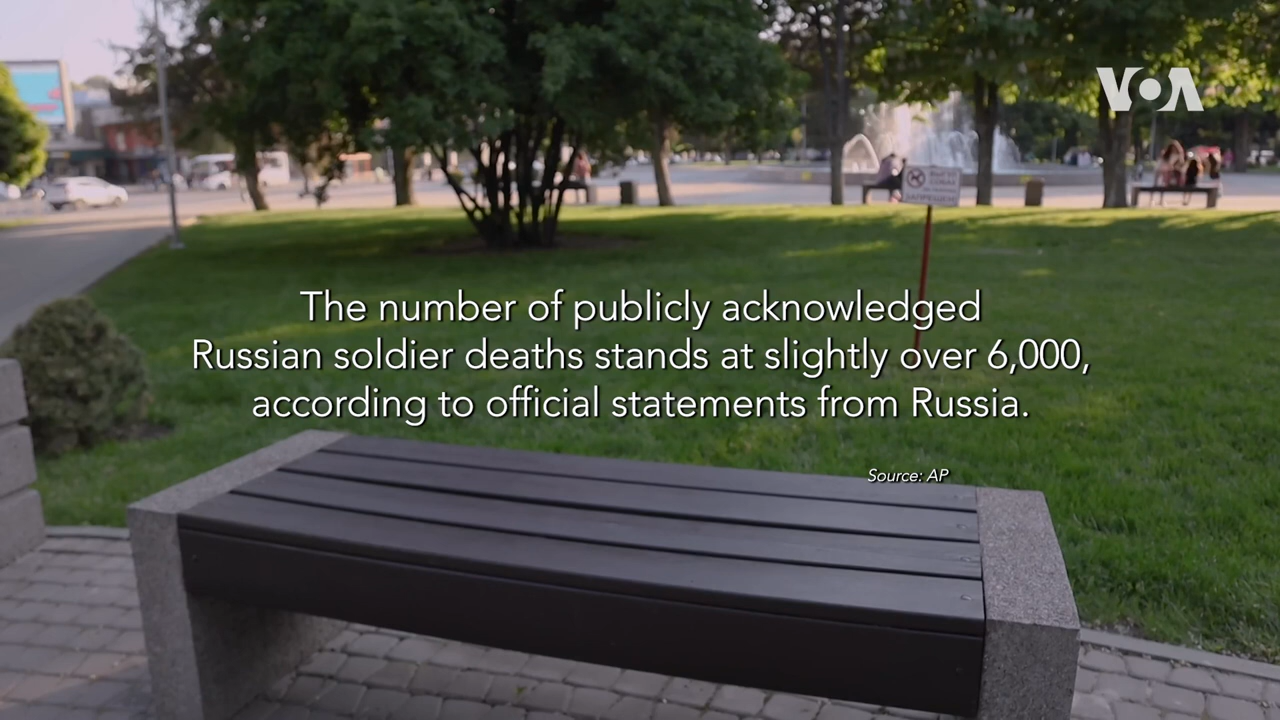 VOA
The number of publicly acknowledged
Russian soldier deaths stands at slightly over 6,000,
according to official statements from Russia.
Source: AP